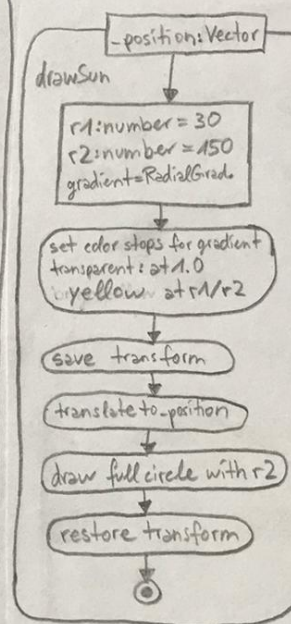 _position:Vector
drawSun
r1:number = 30
r2:number = 150
gradient=RadialGrad.
set color stops for gradient
transparent: at 1.0
yellow at r1/r2
save transform
translate to _position
draw full circle with r2
restore transform